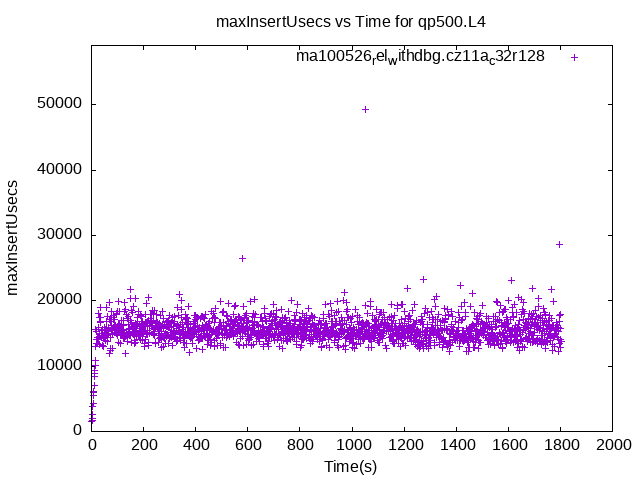 maxInsertUsecs vs Time for qp500.L4
ma100526relwithdbg.cz11ac32r128
50000
40000
30000
20000
10000
0
maxInsertUsecs
0 200 400 600 800 1000 1200 1400 1600 1800 2000
Time(s)